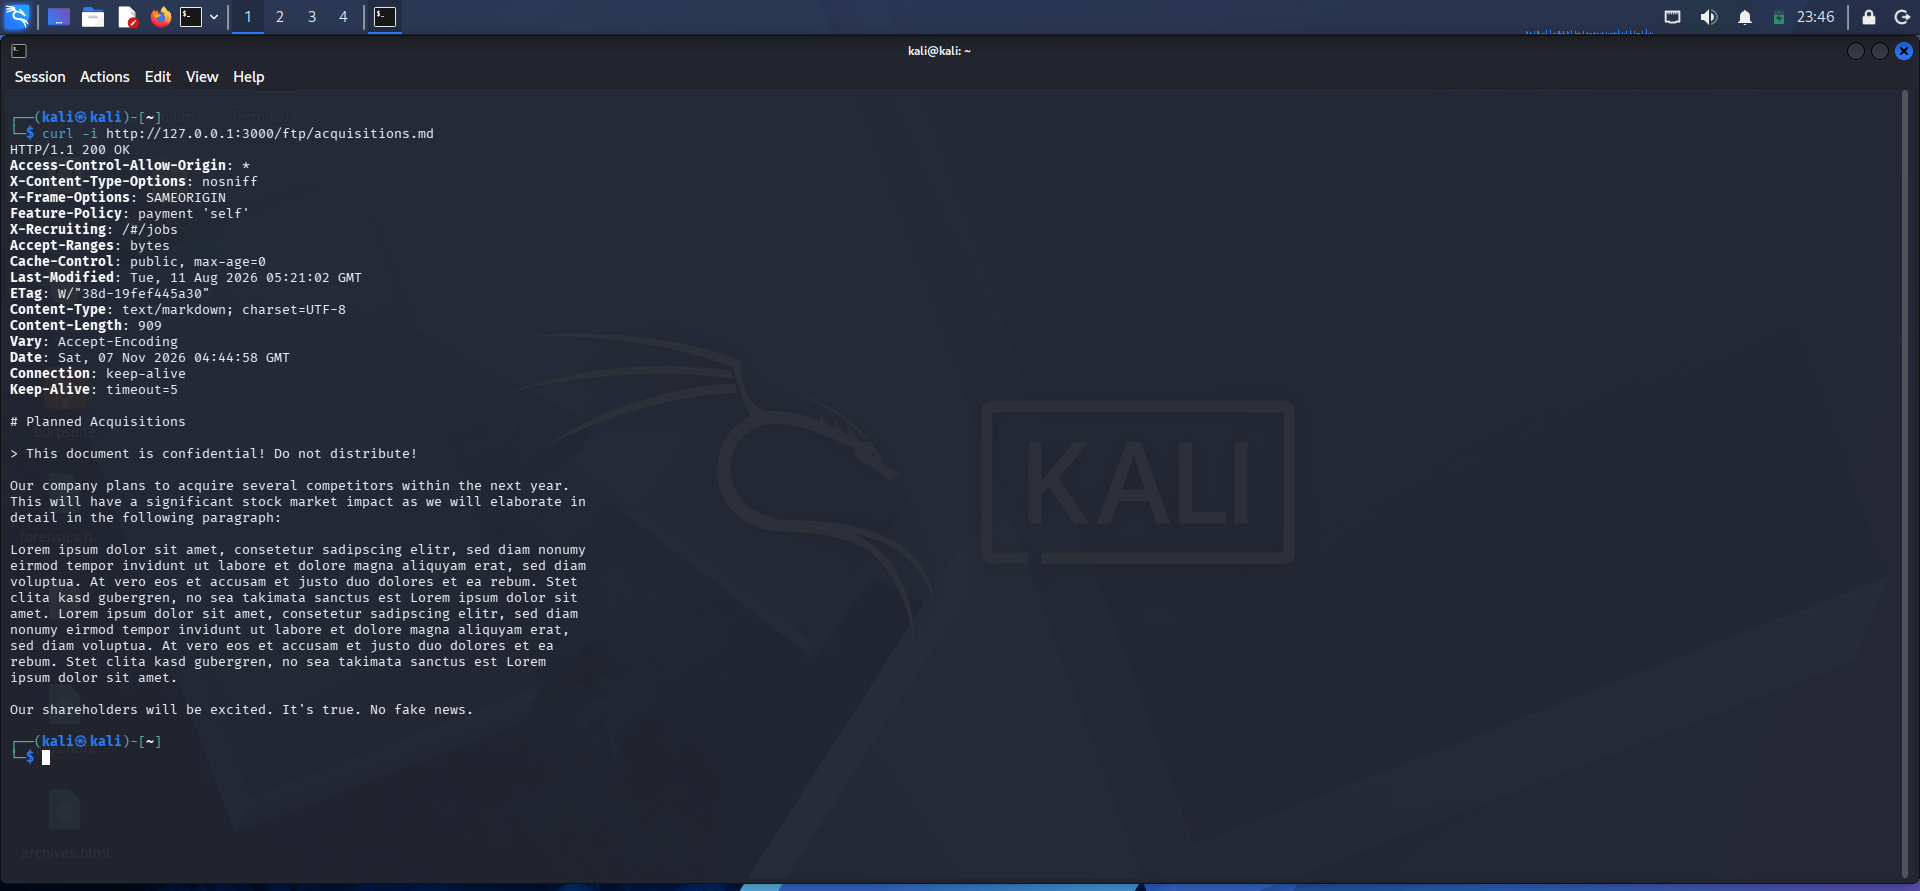 1 2 3 4 23:46
kali@kali: ~
Session Actions Edit View Help
┌──(kali㉿kali)-[~]
└─$ curl -i http://127.0.0.1:3000/ftp/acquisitions.md
HTTP/1.1 200 OK
Access-Control-Allow-Origin: *
X-Content-Type-Options: nosniff
X-Frame-Options: SAMEORIGIN
Feature-Policy: payment 'self'
X-Recruiting: /#/jobs
Accept-Ranges: bytes
Cache-Control: public, max-age=0
Last-Modified: Tue, 11 Aug 2026 05:21:02 GMT
ETag: W/"38d-19fef445a30"
Content-Type: text/markdown; charset=UTF-8
Content-Length: 909
Vary: Accept-Encoding
Date: Sat, 07 Nov 2026 04:44:58 GMT
Connection: keep-alive
Keep-Alive: timeout=5
# Planned Acquisitions
> This document is confidential! Do not distribute!
Our company plans to acquire several competitors within the next year.
This will have a significant stock market impact as we will elaborate in
detail in the following paragraph:
Lorem ipsum dolor sit amet, consetetur sadipscing elitr, sed diam nonumy
eirmod tempor invidunt ut labore et dolore magna aliquyam erat, sed diam
voluptua. At vero eos et accusam et justo duo dolores et ea rebum. Stet
clita kasd gubergren, no sea takimata sanctus est Lorem ipsum dolor sit
amet. Lorem ipsum dolor sit amet, consetetur sadipscing elitr, sed diam
nonumy eirmod tempor invidunt ut labore et dolore magna aliquyam erat,
sed diam voluptua. At vero eos et accusam et justo duo dolores et ea
rebum. Stet clita kasd gubergren, no sea takimata sanctus est Lorem
ipsum dolor sit amet.
Our shareholders will be excited. It's true. No fake news.
┌──(kali㉿kali)-[~]
└─$
KALI
burpsuite
forensics.h...
archives.html